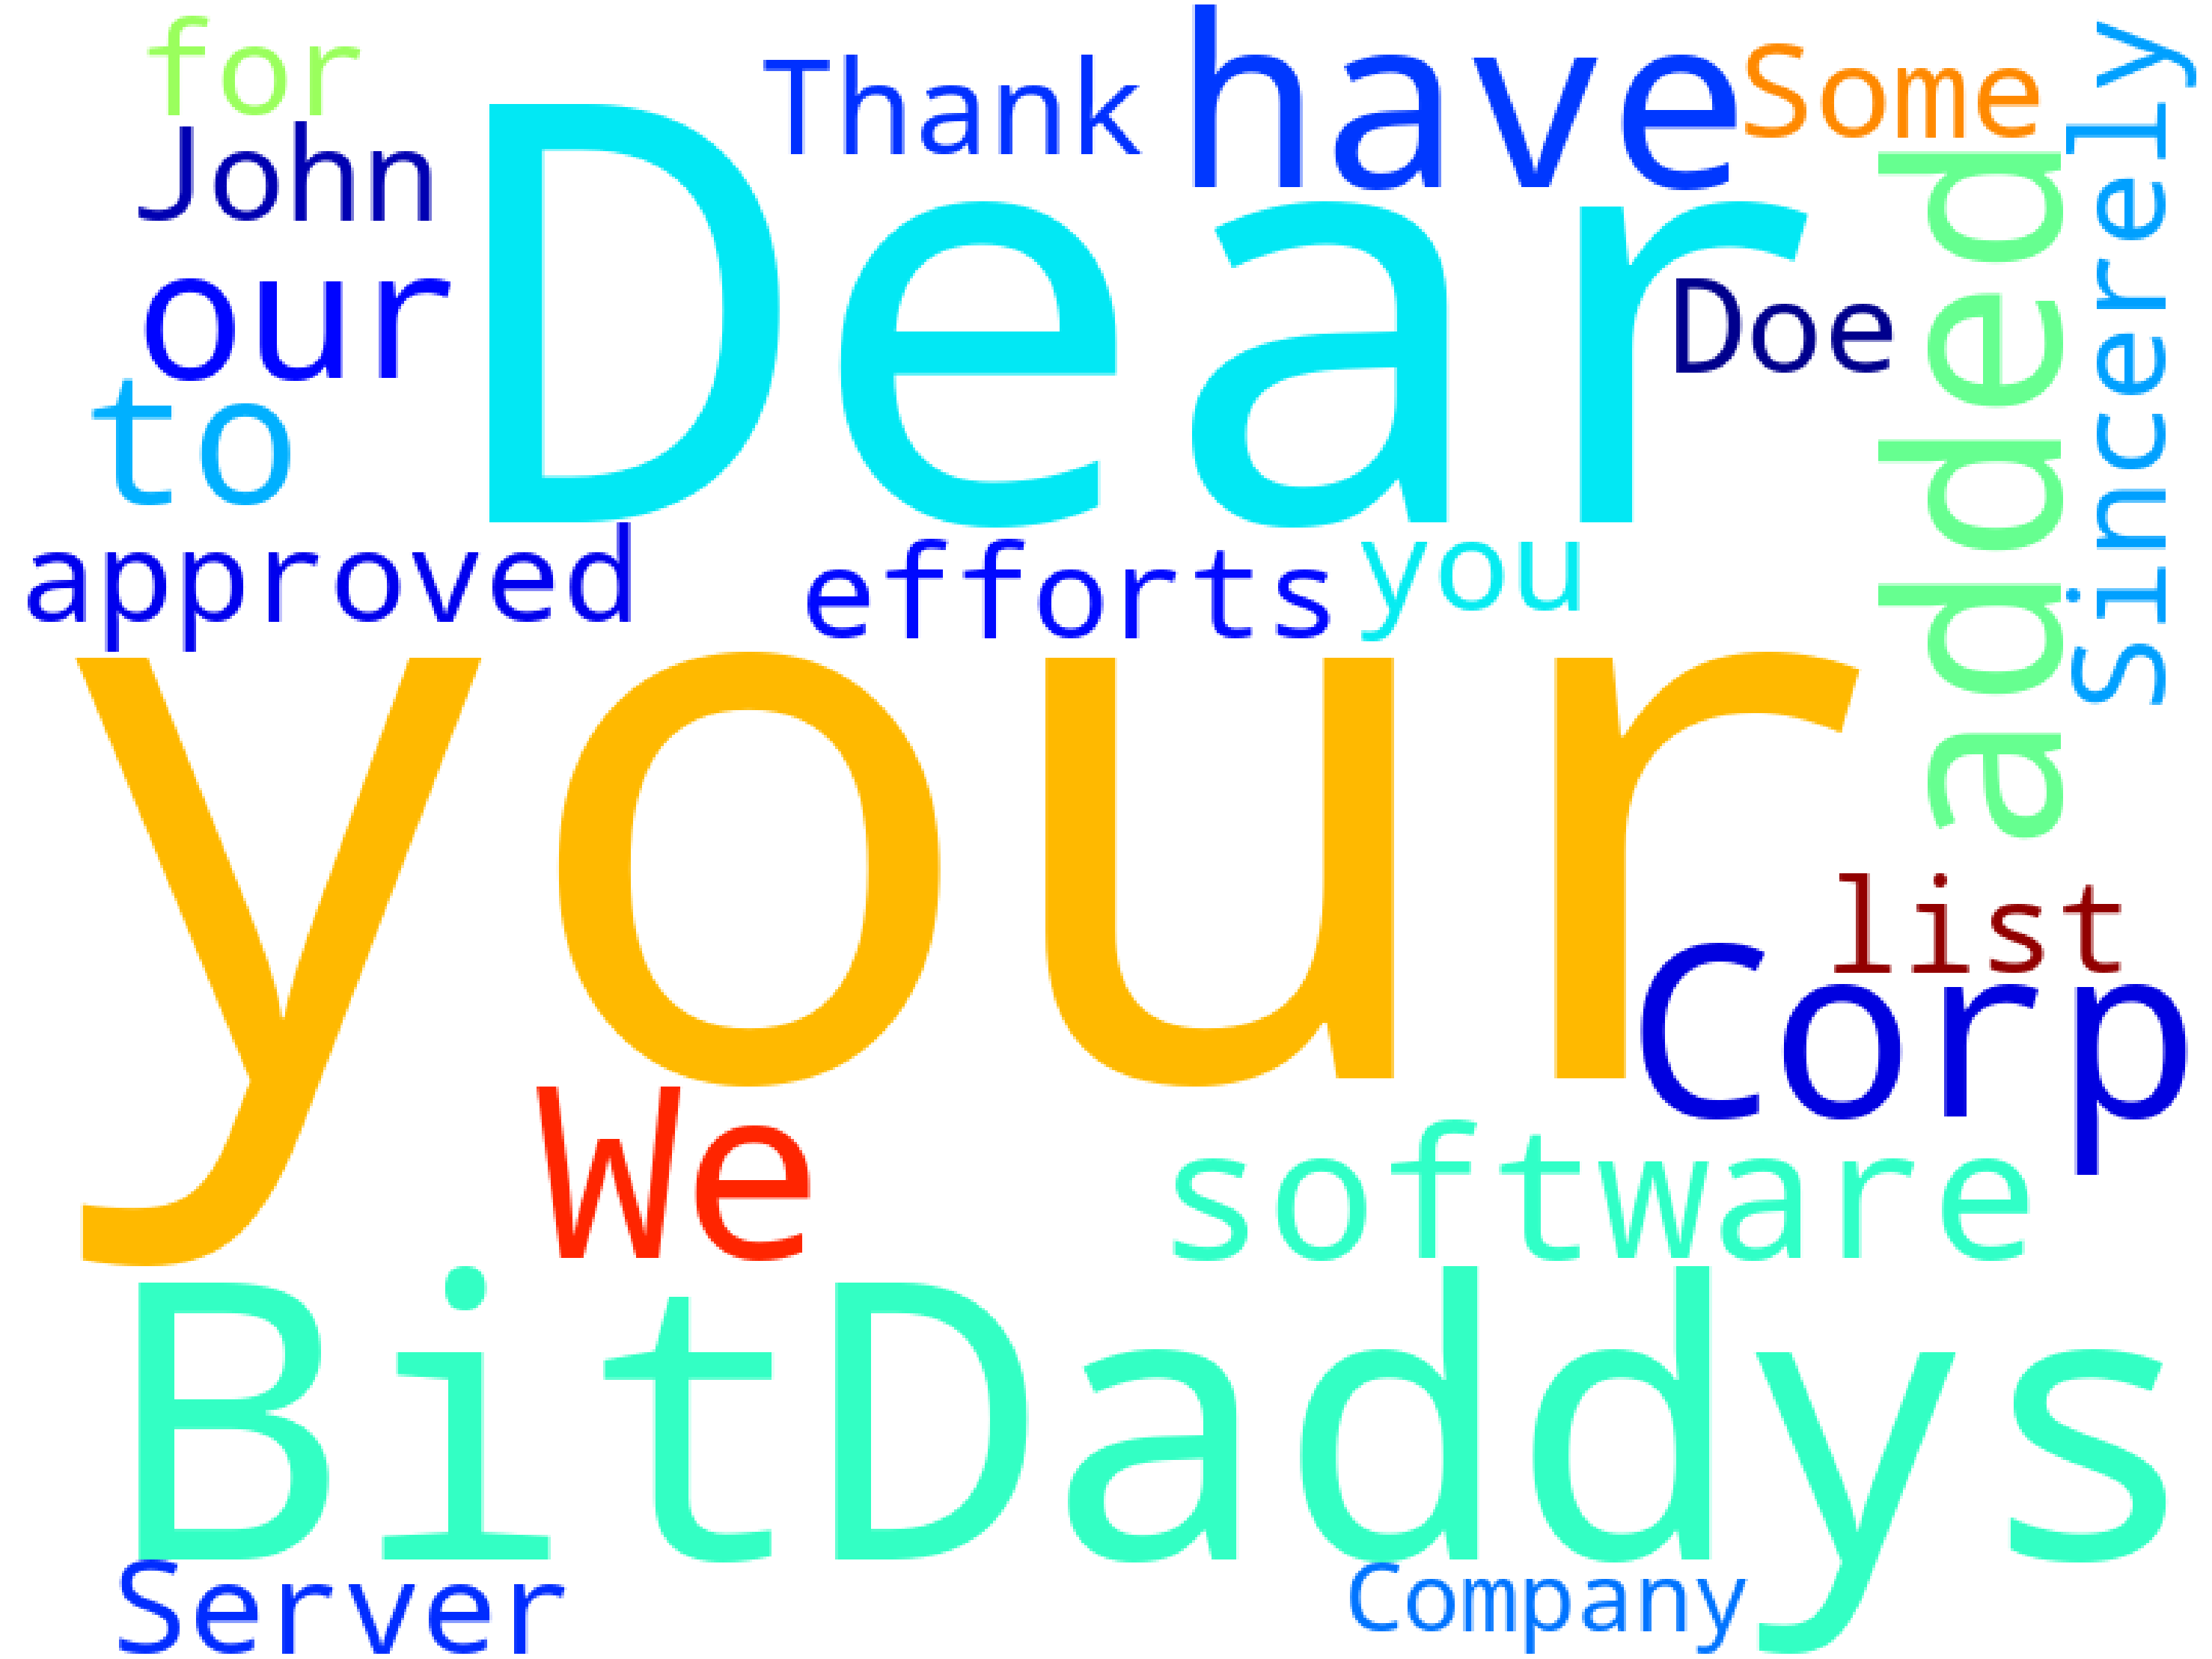 for
Thank
have
Some
John
Dear
Sincerely
added
our
Doe
to
approved
efforts
you
your
list
Corp
We
software
BitDaddys
Server
Company